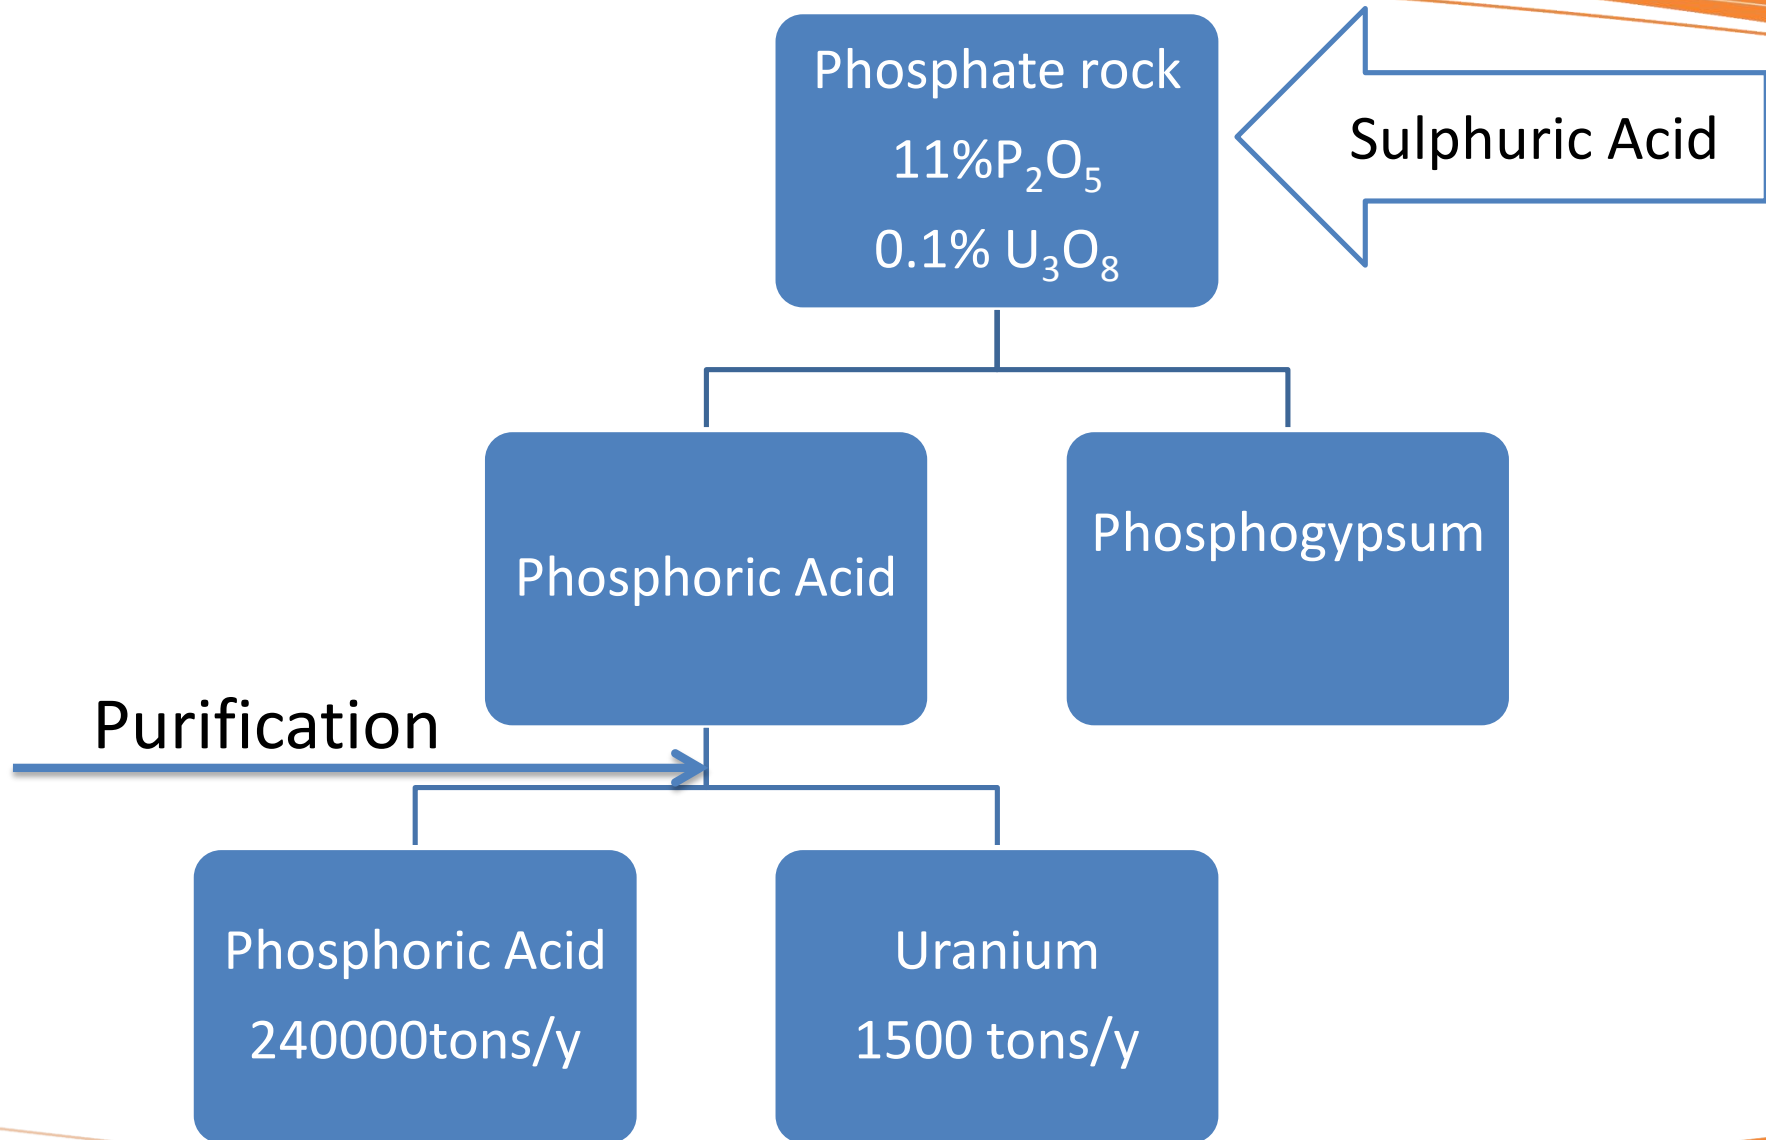 Phosphate rock
11%P₂O₅
0.1% U₃O₈
Sulphuric Acid
Phosphoric Acid
Phosphogypsum
Purification
Phosphoric Acid
240000tons/y
Uranium
1500 tons/y